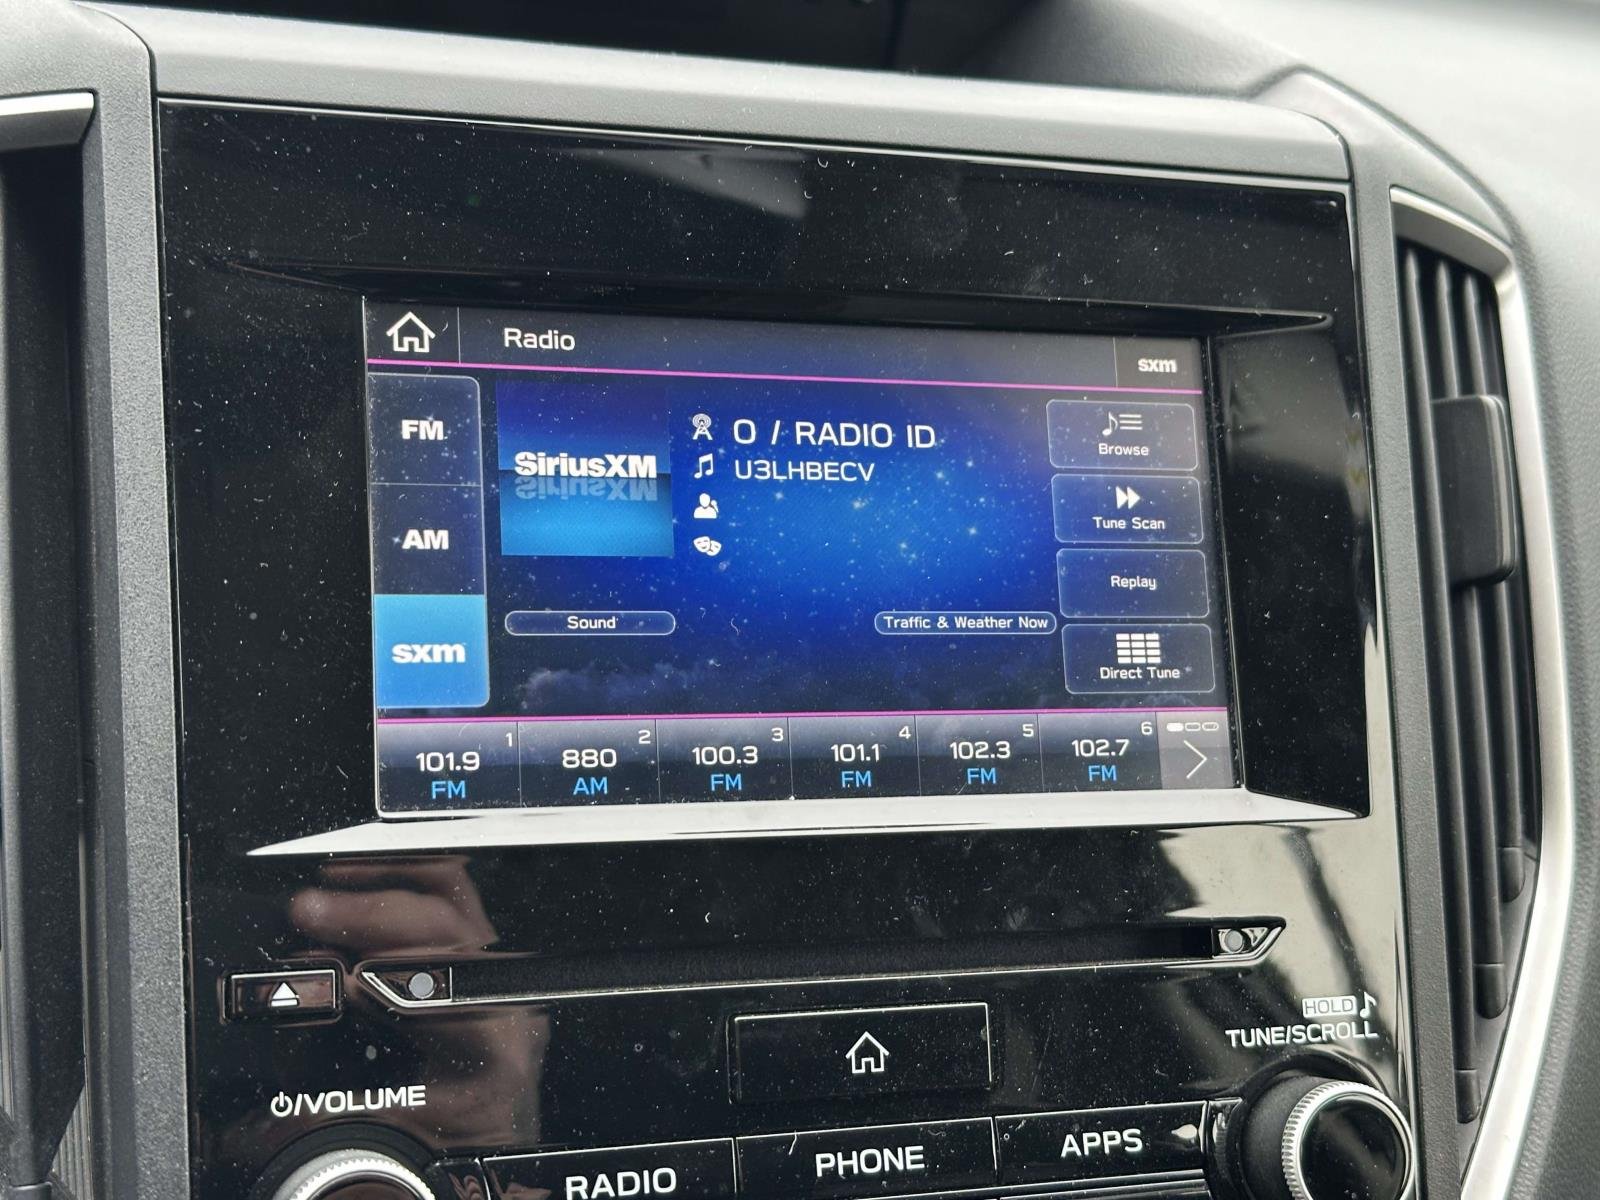 Radio
sxm
FM
AM
sxm
SiriusXM
0 / RADIO ID
U3LHBECV
Sound
Traffic & Weather Now
Browse
Tune Scan
Replay
Direct Tune
1
101.9
FM
2
880
AM
3
100.3
FM
4
101.1
FM
5
102.3
FM
6
102.7
FM
HOLD
TUNE/SCROLL
/VOLUME
RADIO
PHONE
APPS